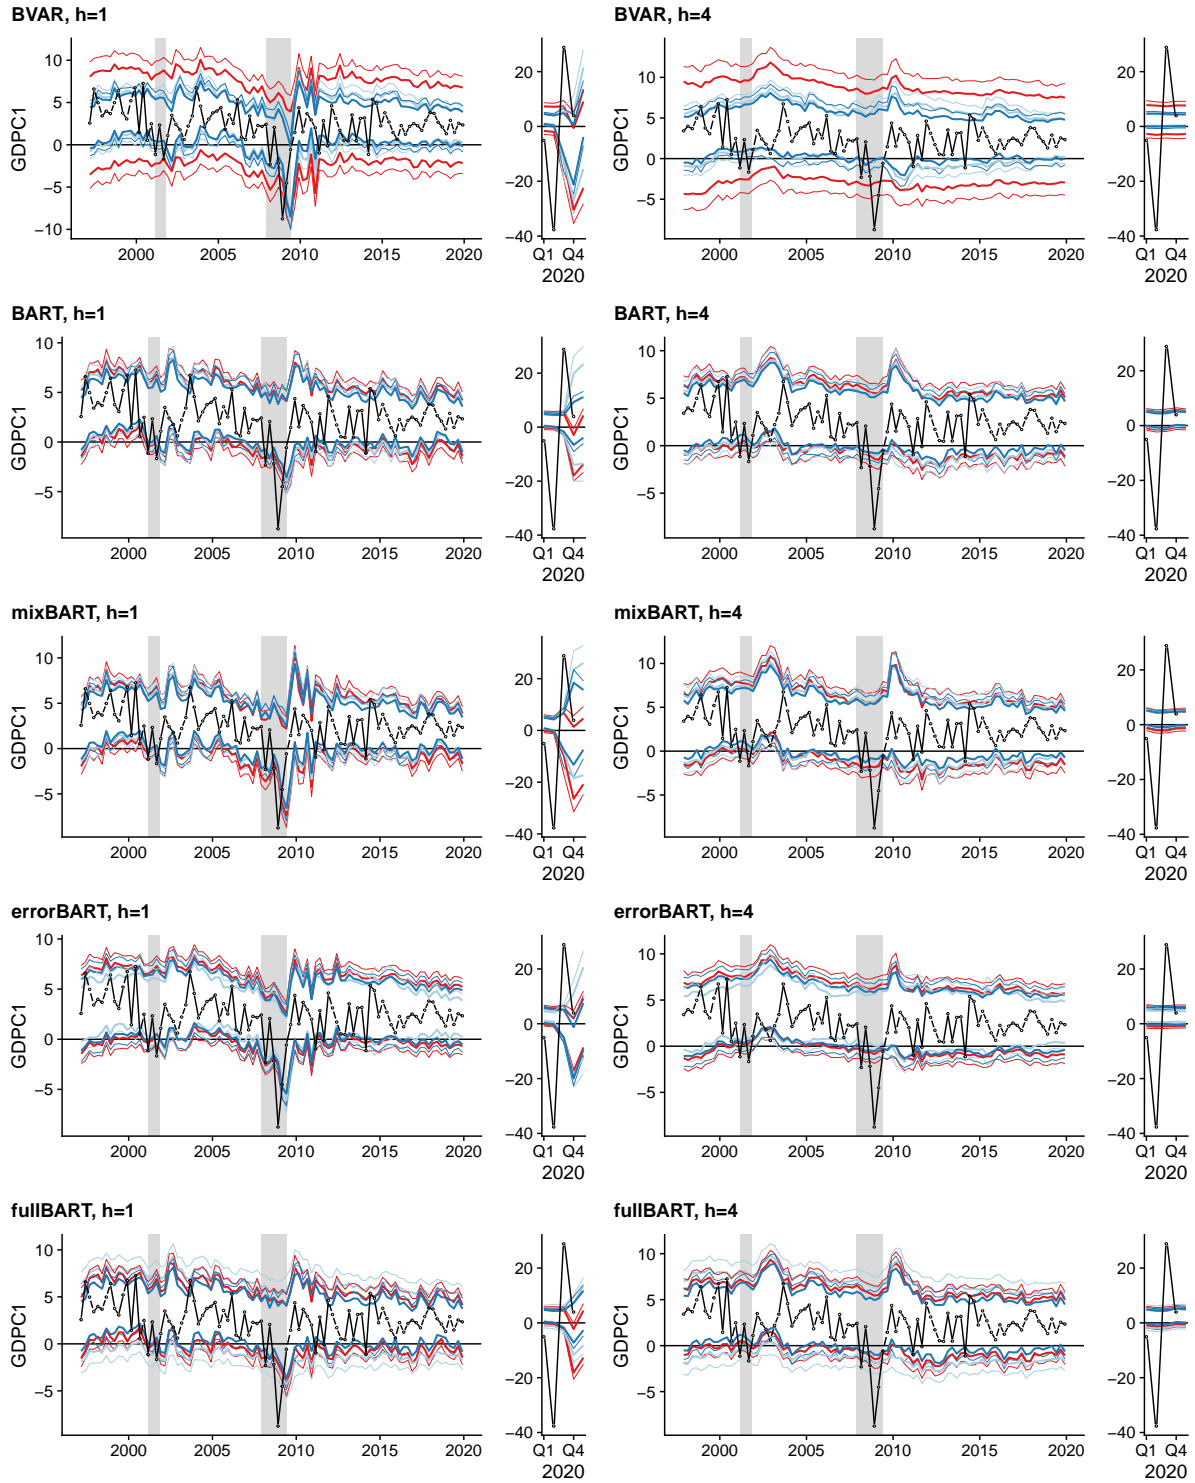 BVAR, h=1
BVAR, h=4
GDPC1
10
5
0
−5
−10
2000 2005 2010 2015 2020
20
0
−20
−40
Q1 Q4
2020
GDPC1
10
5
0
−5
2000 2005 2010 2015 2020
20
0
−20
−40
Q1 Q4
2020
BART, h=1
BART, h=4
GDPC1
10
5
0
−5
2000 2005 2010 2015 2020
20
0
−20
−40
Q1 Q4
2020
GDPC1
10
5
0
−5
2000 2005 2010 2015 2020
20
0
−20
−40
Q1 Q4
2020
mixBART, h=1
mixBART, h=4
GDPC1
10
5
0
−5
2000 2005 2010 2015 2020
20
0
−20
−40
Q1 Q4
2020
GDPC1
10
5
0
−5
2000 2005 2010 2015 2020
20
0
−20
−40
Q1 Q4
2020
errorBART, h=1
errorBART, h=4
GDPC1
10
5
0
−5
2000 2005 2010 2015 2020
20
0
−20
−40
Q1 Q4
2020
GDPC1
10
5
0
−5
2000 2005 2010 2015 2020
20
0
−20
−40
Q1 Q4
2020
fullBART, h=1
fullBART, h=4
GDPC1
10
5
0
−5
2000 2005 2010 2015 2020
20
0
−20
−40
Q1 Q4
2020
GDPC1
10
5
0
−5
2000 2005 2010 2015 2020
20
0
−20
−40
Q1 Q4
2020